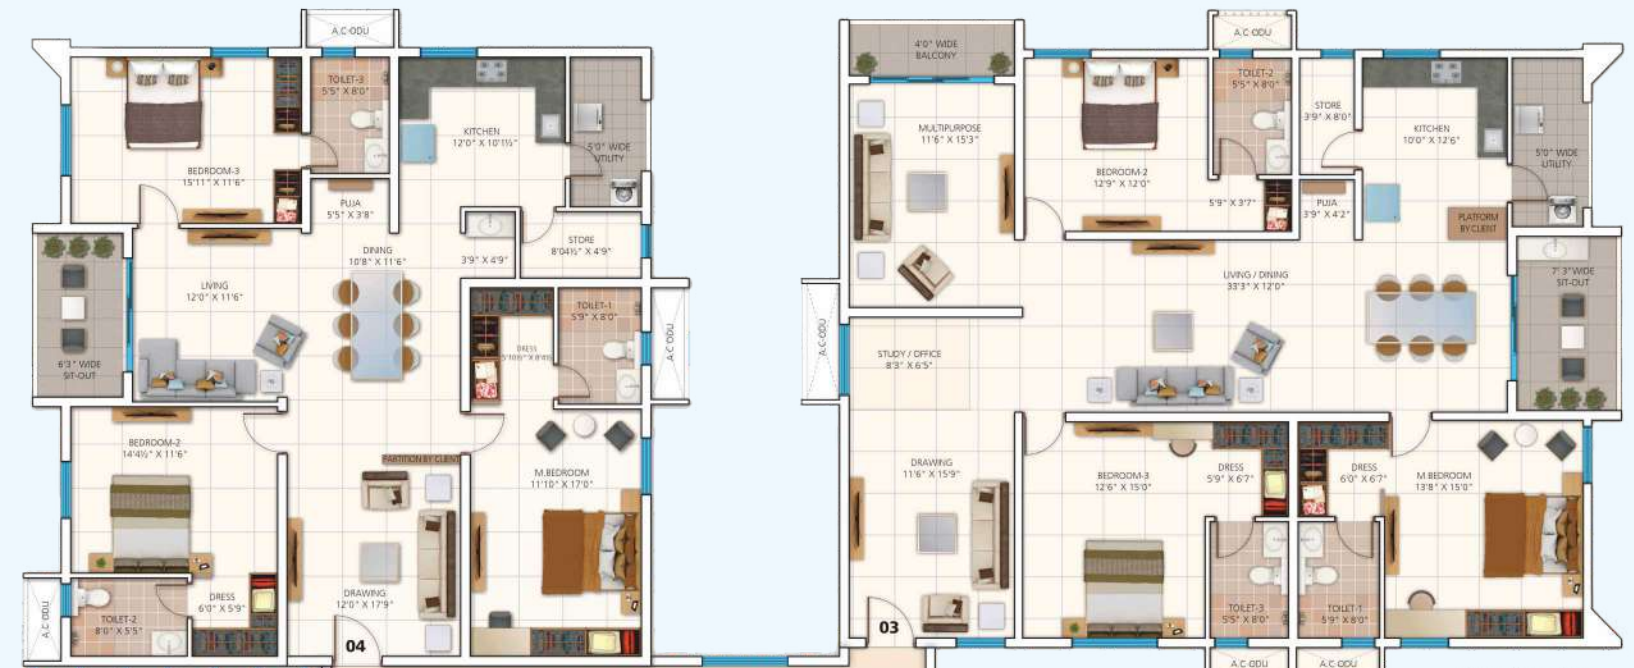 A.C-ODU
TOILET-3
5'5" X 8'0"
BEDROOM-3
15'11" X 11'6"
KITCHEN
12'0" X 10'1½"
5'0" WIDE
UTILITY
PUJA
5'5" X 3'8"
DINING
10'8" X 11'6"
3'9" X 4'9"
STORE
8'04½" X 4'9"
LIVING
12'0" X 11'6"
6'3" WIDE
SIT-OUT
TOILET-1
5'9" X 8'0"
DRESS
A.C-ODU
BEDROOM-2
14'4½" X 11'6"
PARTITION BY CLIENT
M.BEDROOM
11'10" X 17'0"
DRESS
6'0" X 5'9"
TOILET-2
8'0" X 5'5"
A.C-ODU
DRAWING
12'0" X 17'9"
04
4'0" WIDE
BALCONY
A.C-ODU
MULTIPURPOSE
11'6" X 15'3"
TOILET-2
5'5" X 8'0"
BEDROOM-2
12'9" X 12'0"
5'9" X 3'7"
STORE
3'9" X 8'0"
KITCHEN
10'0" X 12'6"
5'0" WIDE
UTILITY
PUJA
3'9" X 4'2"
PLATFORM
BY CLIENT
LIVING / DINING
33'3" X 12'0"
7' 3" WIDE
SIT-OUT
A.C-ODU
STUDY / OFFICE
8'3" X 6'5"
DRAWING
11'6" X 15'9"
BEDROOM-3
12'6" X 15'0"
DRESS
5'9" X 6'7"
DRESS
6'0" X 6'7"
M.BEDROOM
13'8" X 15'0"
TOILET-3
5'5" X 8'0"
TOILET-1
5'9" X 8'0"
03
A.C-ODU
A.C-ODU